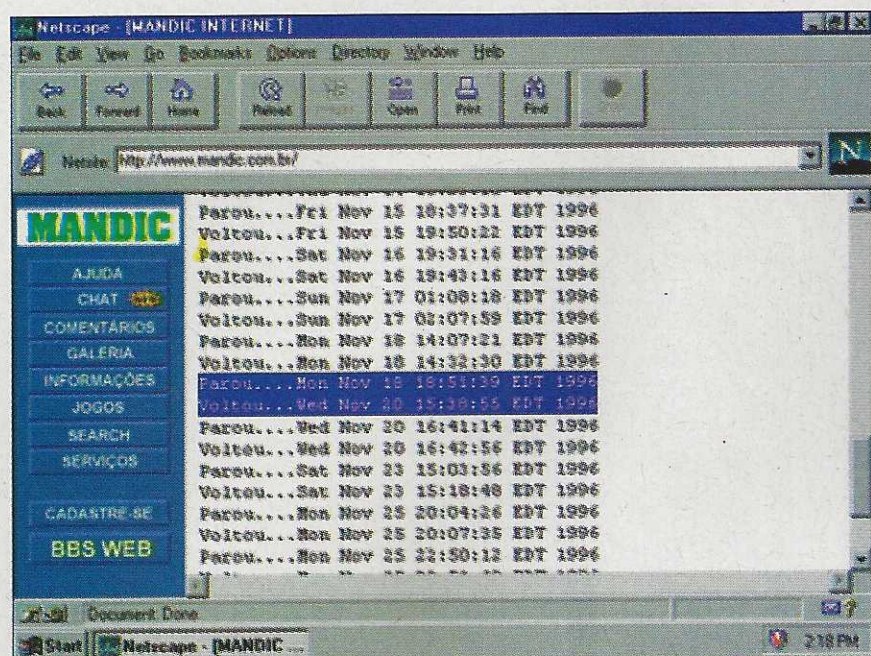 Netscape - [MANDIC INTERNET]
File Edit View Go Bookmarks Options Directory Window Help
Back Forward Home Reload Open Print Find
http://www.mandic.com.br/
MANDIC
AJUDA
CHAT
COMENTÁRIOS
GALERIA
INFORMAÇÕES
JOGOS
SEARCH
SERVIÇOS
CADASTRE-SE
BBS WEB
Parou....Fri Nov 15 18:37:31 EDT 1996
Voltou...Fri Nov 15 19:50:22 EDT 1996
Parou....Sat Nov 16 19:31:16 EDT 1996
Voltou...Sat Nov 16 19:43:16 EDT 1996
Parou....Sun Nov 17 01:08:18 EDT 1996
Voltou...Sun Nov 17 02:07:59 EDT 1996
Parou....Mon Nov 18 14:07:21 EDT 1996
Voltou...Mon Nov 18 14:32:30 EDT 1996
Parou....Mon Nov 18 18:51:39 EDT 1996
Voltou...Wed Nov 20 15:38:55 EDT 1996
Parou....Wed Nov 20 16:41:14 EDT 1996
Voltou...Wed Nov 20 16:42:56 EDT 1996
Parou....Sat Nov 23 15:03:56 EDT 1996
Voltou...Sat Nov 23 15:18:48 EDT 1996
Parou....Mon Nov 25 20:04:26 EDT 1996
Voltou...Mon Nov 25 20:07:35 EDT 1996
Parou....Mon Nov 25 22:50:12 EDT 1996
Document Done
Start Netscape - [MANDIC ... 2:18 PM